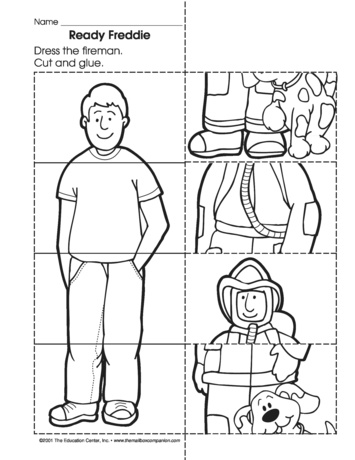 Name
Ready Freddie
Dress the fireman.
Cut and glue.
©2001 The Education Center, Inc. • www.themailboxcompanion.com